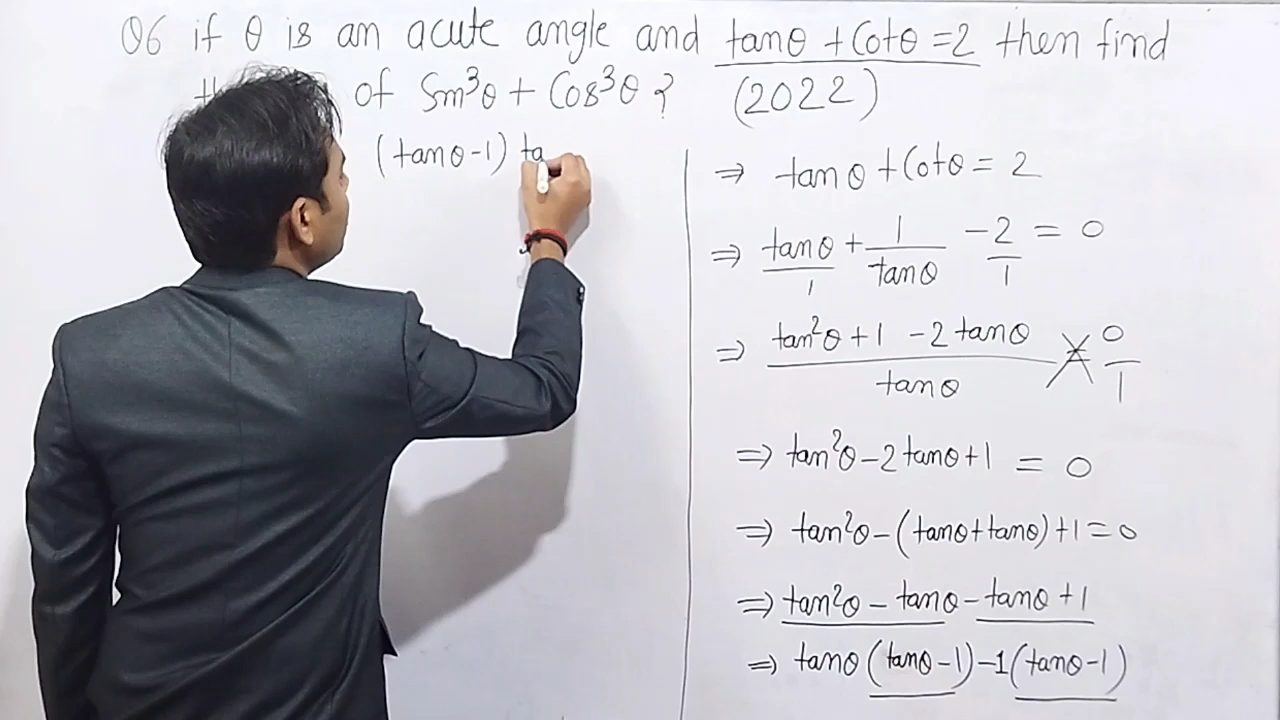 Q6 if θ is an acute angle and tanθ + Cotθ = 2 then find
of Sin³θ + Cos³θ ? (2022)
(tanθ-1) ta
⇒ tanθ + Cotθ = 2
⇒ tanθ/1 + 1/tanθ - 2/1 = 0
⇒ (tan²θ + 1 - 2tanθ)/tanθ = 0/1
⇒ tan²θ - 2tanθ + 1 = 0
⇒ tan²θ - (tanθ + tanθ) + 1 = 0
⇒ tan²θ - tanθ - tanθ + 1
⇒ tanθ (tanθ - 1) - 1 (tanθ - 1)